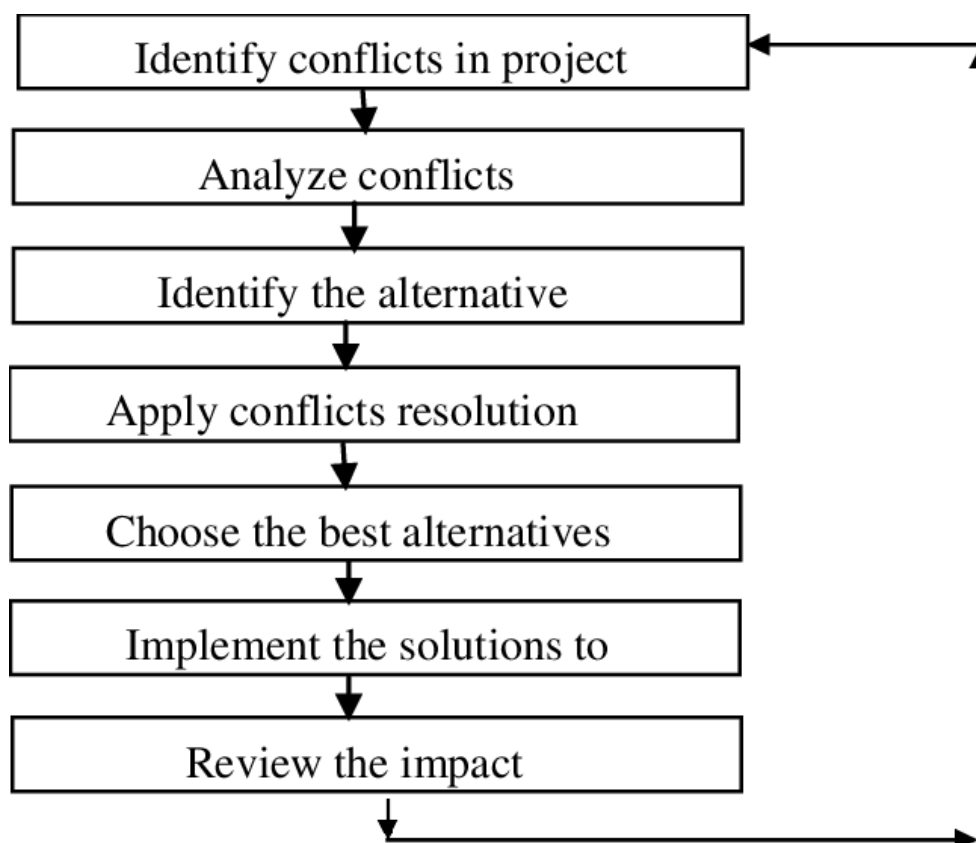 Identify conflicts in project
Analyze conflicts
Identify the alternative
Apply conflicts resolution
Choose the best alternatives
Implement the solutions to
Review the impact